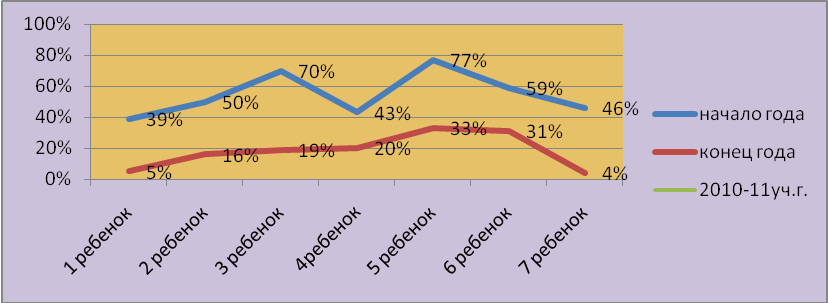 100%
80%
60%
40%
20%
0%
39%
50%
70%
43%
77%
59%
46%
5%
16%
19%
20%
33%
31%
4%
1 ребенок
2 ребенок
3 ребенок
4ребенок
5 ребенок
6 ребенок
7 ребенок
начало года
конец года
2010-11уч.г.